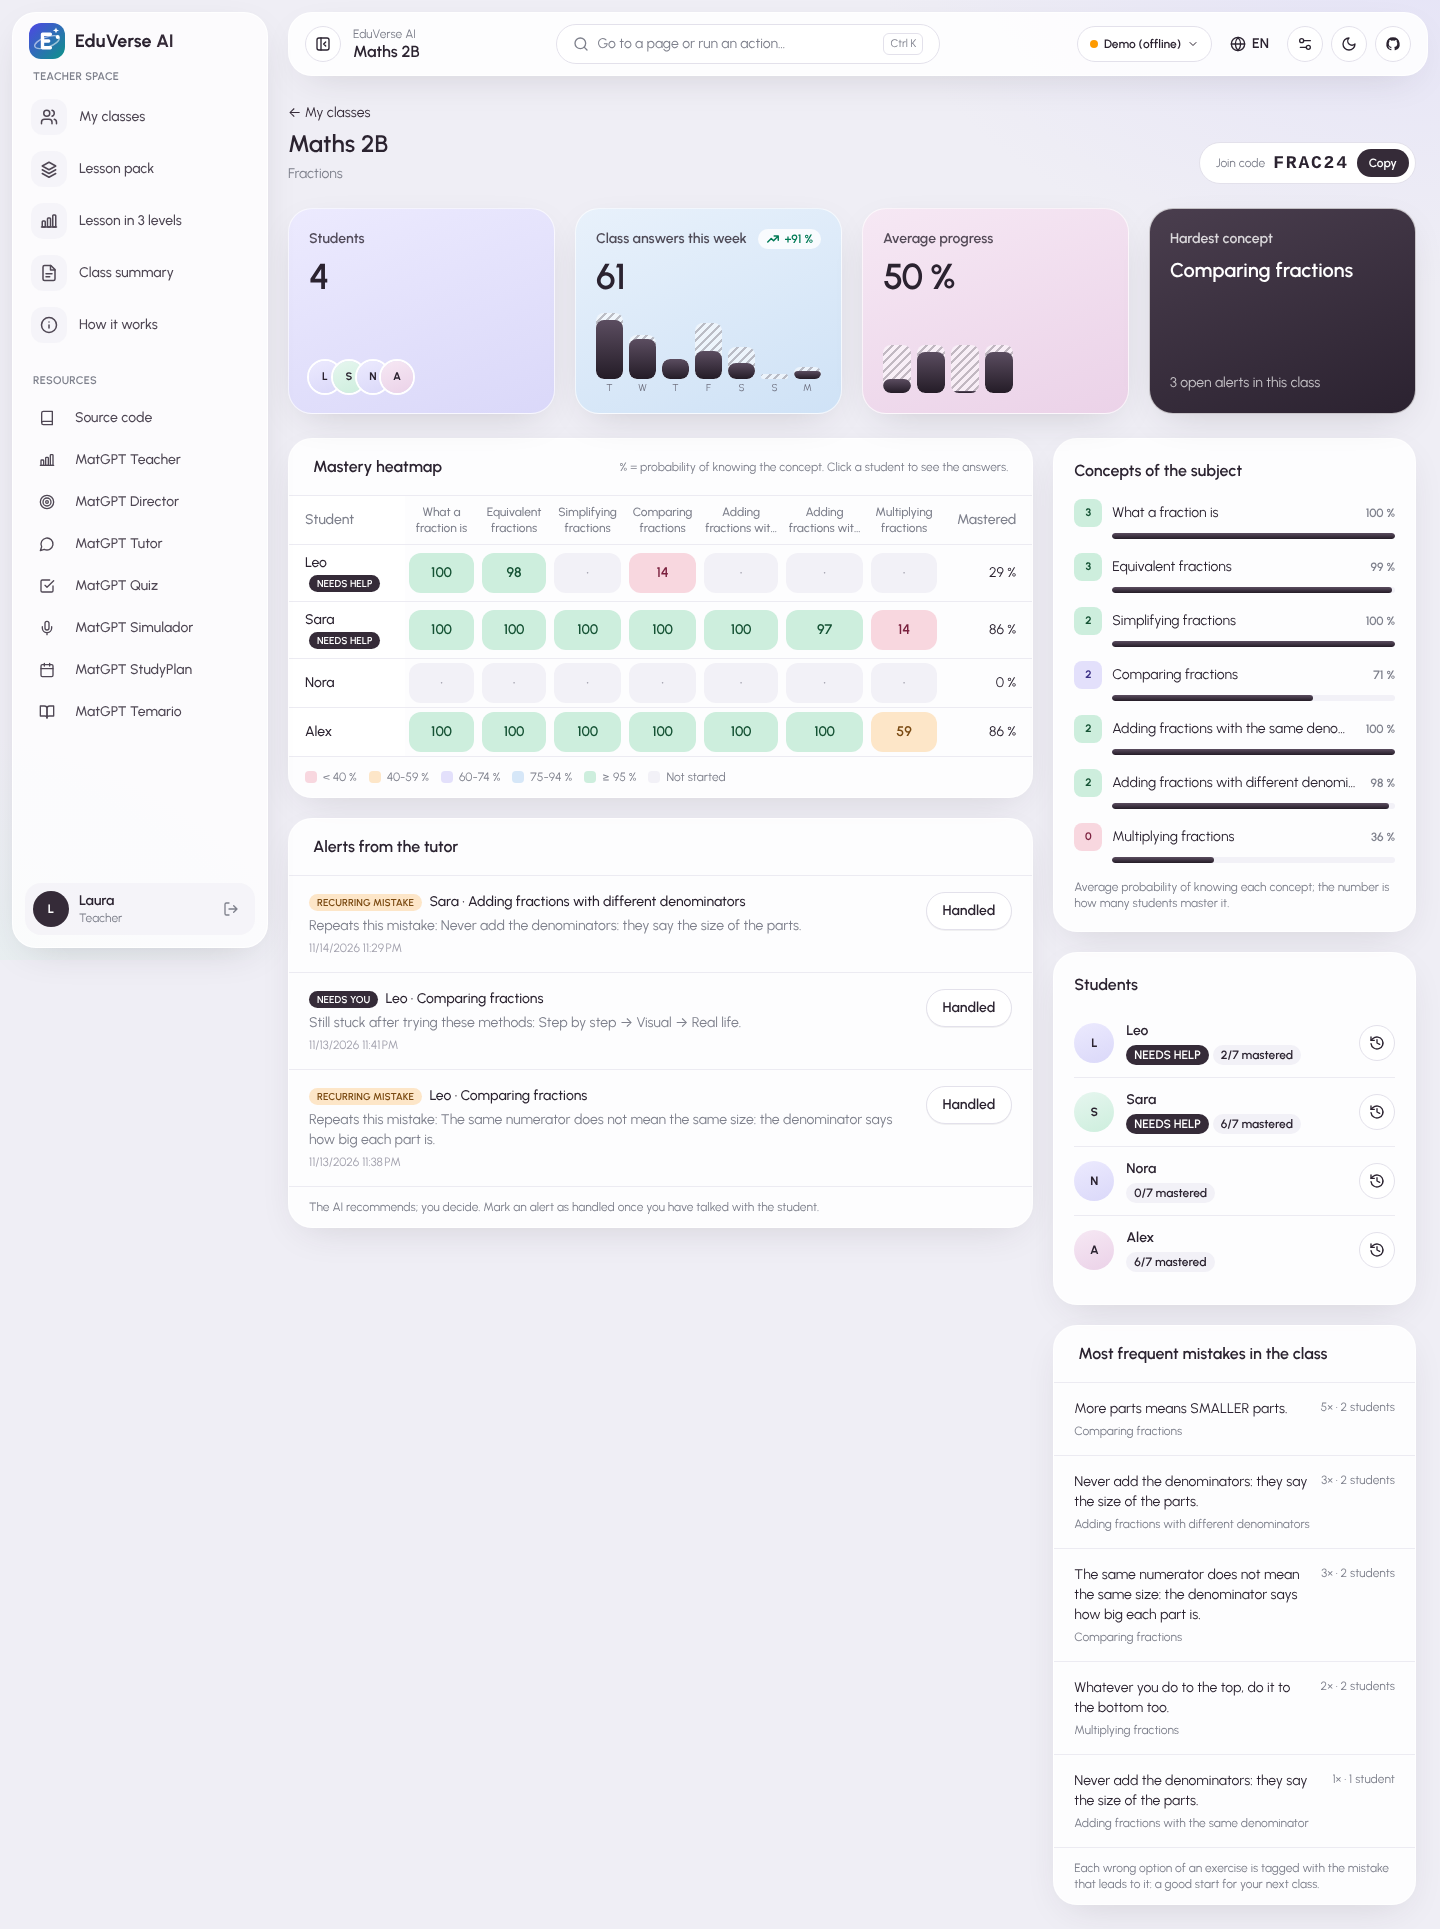 EduVerse AI
TEACHER SPACE
My classes
Lesson pack
Lesson in 3 levels
Class summary
How it works
RESOURCES
Source code
MatGPT Teacher
MatGPT Director
MatGPT Tutor
MatGPT Quiz
MatGPT Simulador
MatGPT StudyPlan
MatGPT Temario
L
Laura
Teacher
EduVerse AI
Maths 2B
Go to a page or run an action...
Ctrl K
Demo (offline)
EN
← My classes
Maths 2B
Fractions
Join code FRAC24 Copy
Students
4
L S N A
Class answers this week +91 %
61
T W T F S S M
Average progress
50 %
Hardest concept
Comparing fractions
3 open alerts in this class
Mastery heatmap
% = probability of knowing the concept. Click a student to see the answers.
Student What a fraction is Equivalent fractions Simplifying fractions Comparing fractions Adding fractions wit... Adding fractions wit... Multiplying fractions Mastered
Leo NEEDS HELP 100 98 · 14 · · · 29 %
Sara NEEDS HELP 100 100 100 100 100 97 14 86 %
Nora · · · · · · · 0 %
Alex 100 100 100 100 100 100 59 86 %
< 40 % 40-59 % 60-74 % 75-94 % ≥ 95 % Not started
Alerts from the tutor
RECURRING MISTAKE Sara · Adding fractions with different denominators
Repeats this mistake: Never add the denominators: they say the size of the parts.
11/14/2026 11:29 PM
Handled
NEEDS YOU Leo · Comparing fractions
Still stuck after trying these methods: Step by step → Visual → Real life.
11/13/2026 11:41 PM
Handled
RECURRING MISTAKE Leo · Comparing fractions
Repeats this mistake: The same numerator does not mean the same size: the denominator says
how big each part is.
11/13/2026 11:38 PM
Handled
The AI recommends; you decide. Mark an alert as handled once you have talked with the student.
Concepts of the subject
3 What a fraction is 100 %
3 Equivalent fractions 99 %
2 Simplifying fractions 100 %
2 Comparing fractions 71 %
2 Adding fractions with the same deno... 100 %
2 Adding fractions with different denomi... 98 %
0 Multiplying fractions 36 %
Average probability of knowing each concept; the number is
how many students master it.
Students
L Leo
NEEDS HELP 2/7 mastered
S Sara
NEEDS HELP 6/7 mastered
N Nora
0/7 mastered
A Alex
6/7 mastered
Most frequent mistakes in the class
More parts means SMALLER parts. 5× · 2 students
Comparing fractions
Never add the denominators: they say 3× · 2 students
the size of the parts.
Adding fractions with different denominators
The same numerator does not mean 3× · 2 students
the same size: the denominator says
how big each part is.
Comparing fractions
Whatever you do to the top, do it to 2× · 2 students
the bottom too.
Multiplying fractions
Never add the denominators: they say 1× · 1 student
the size of the parts.
Adding fractions with the same denominator
Each wrong option of an exercise is tagged with the mistake
that leads to it: a good start for your next class.